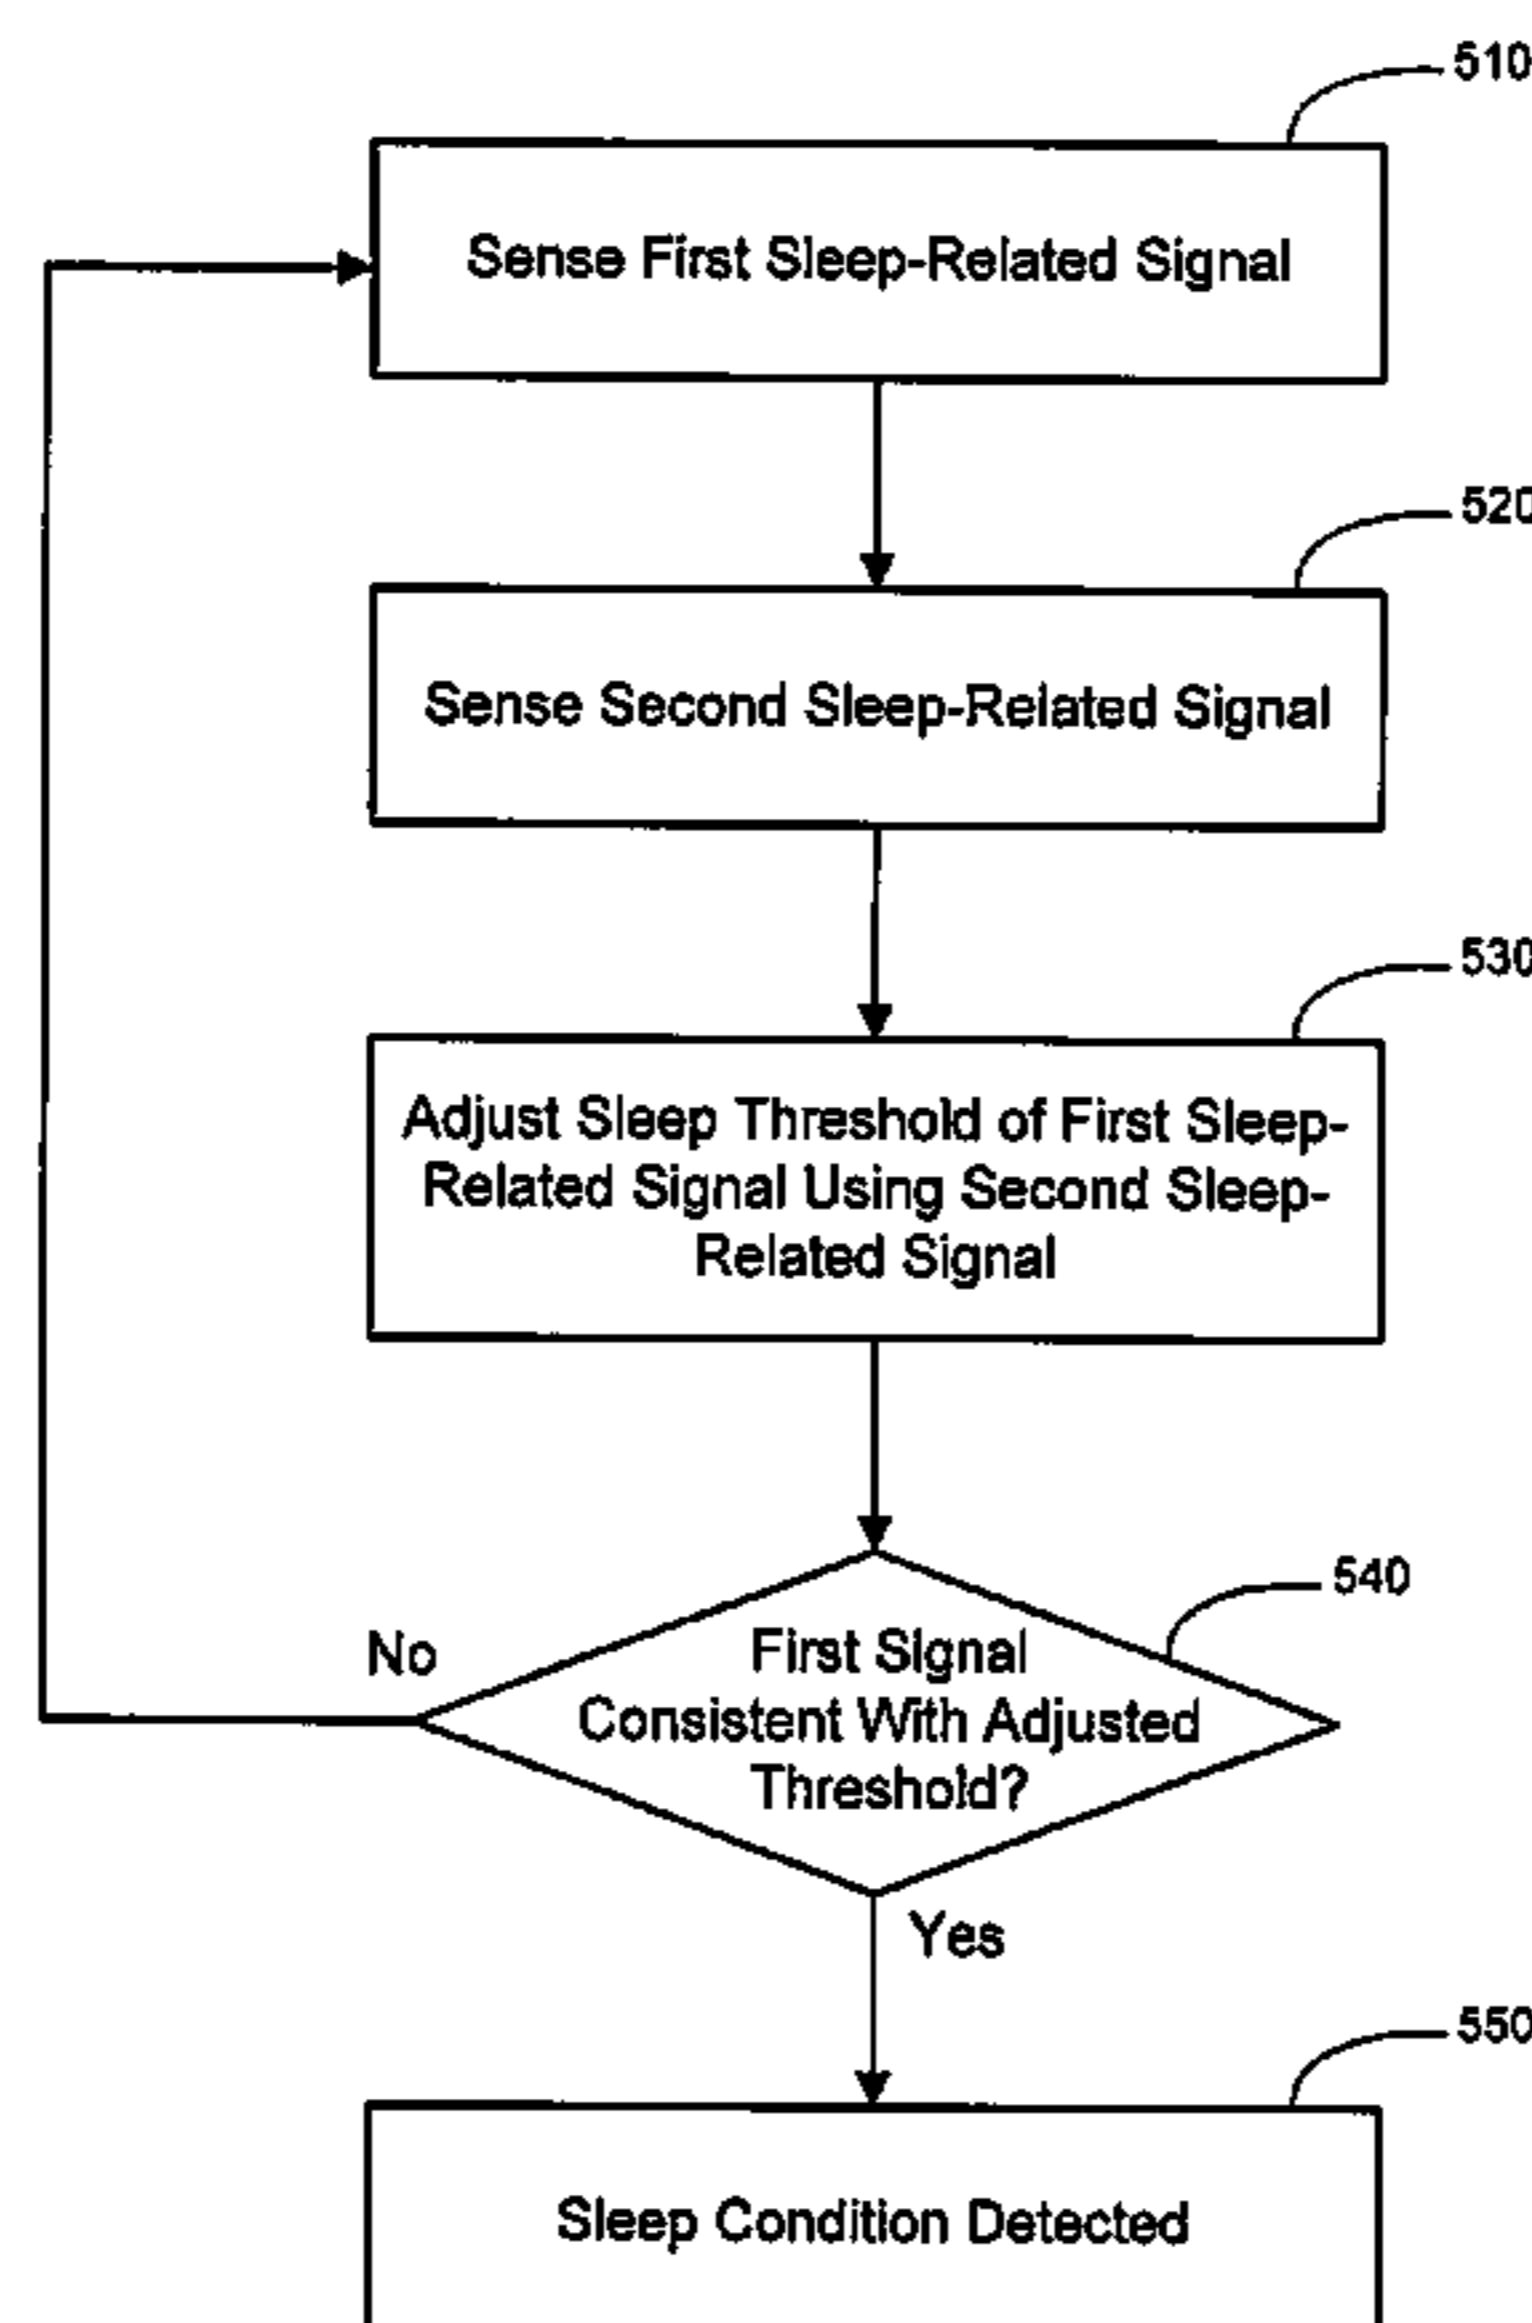 510
Sense First Sleep-Related Signal
520
Sense Second Sleep-Related Signal
530
Adjust Sleep Threshold of First Sleep-
Related Signal Using Second Sleep-
Related Signal
540
No
First Signal
Consistent With Adjusted
Threshold?
Yes
550
Sleep Condition Detected